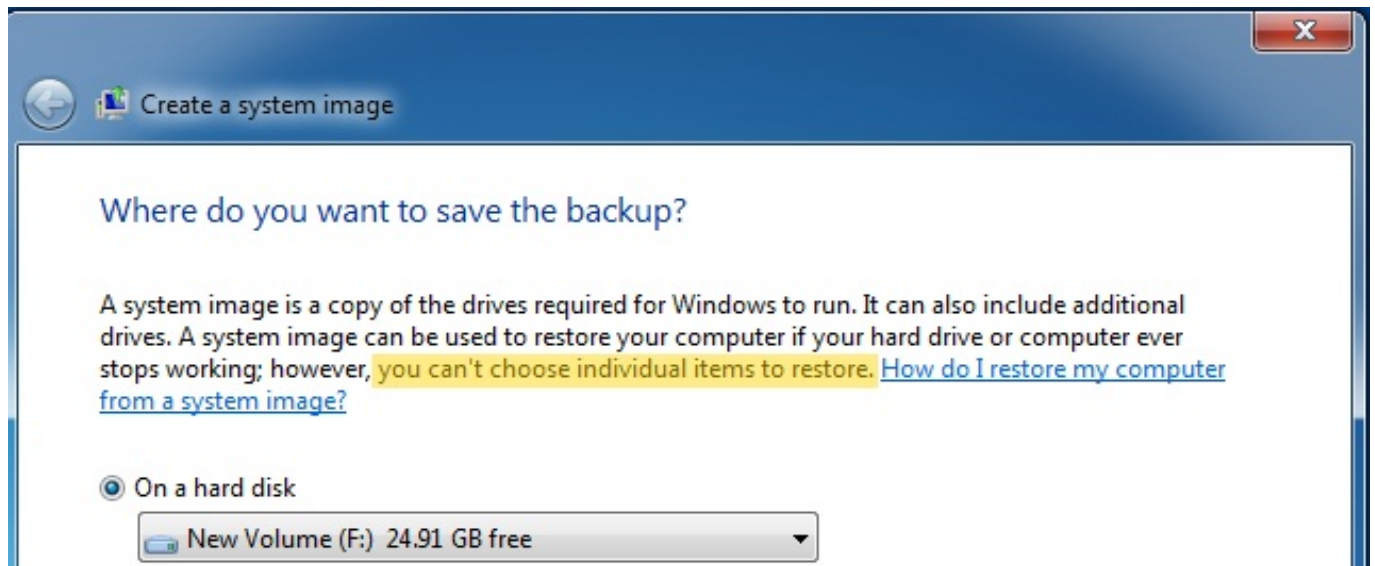 Create a system image
Where do you want to save the backup?
A system image is a copy of the drives required for Windows to run. It can also include additional
drives. A system image can be used to restore your computer if your hard drive or computer ever
stops working; however, you can't choose individual items to restore. How do I restore my computer
from a system image?
On a hard disk
New Volume (F:) 24.91 GB free